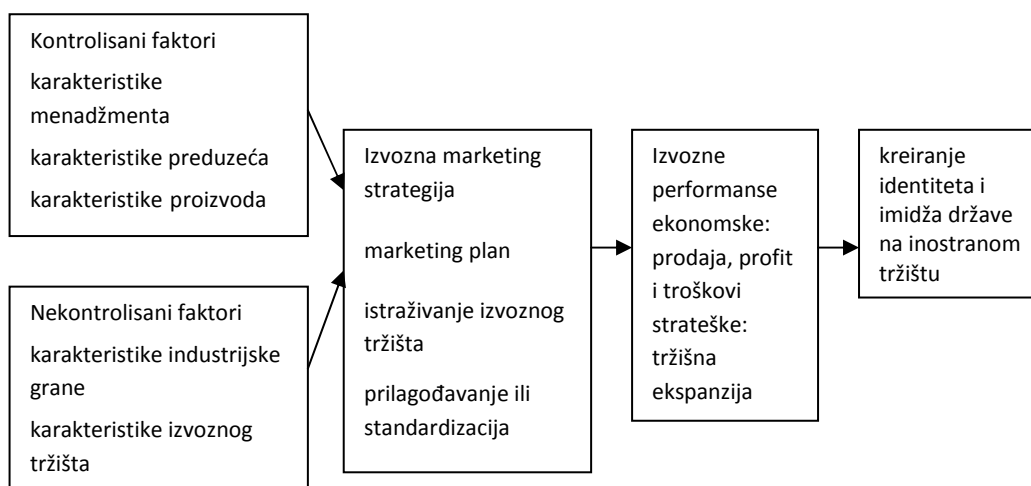 Kontrolisani faktori
karakteristike
menadžmenta
karakteristike preduzeća
karakteristike proizvoda
Nekontrolisani faktori
karakteristike industrijske
grane
karakteristike izvoznog
tržišta
Izvozna marketing
strategija
marketing plan
istraživanje izvoznog
tržišta
prilagođavanje ili
standardizacija
Izvozne
performanse
ekonomske:
prodaja, profit
i troškovi
strateške:
tržišna
ekspanzija
kreiranje
identiteta i
imidža države
na inostranom
tržištu